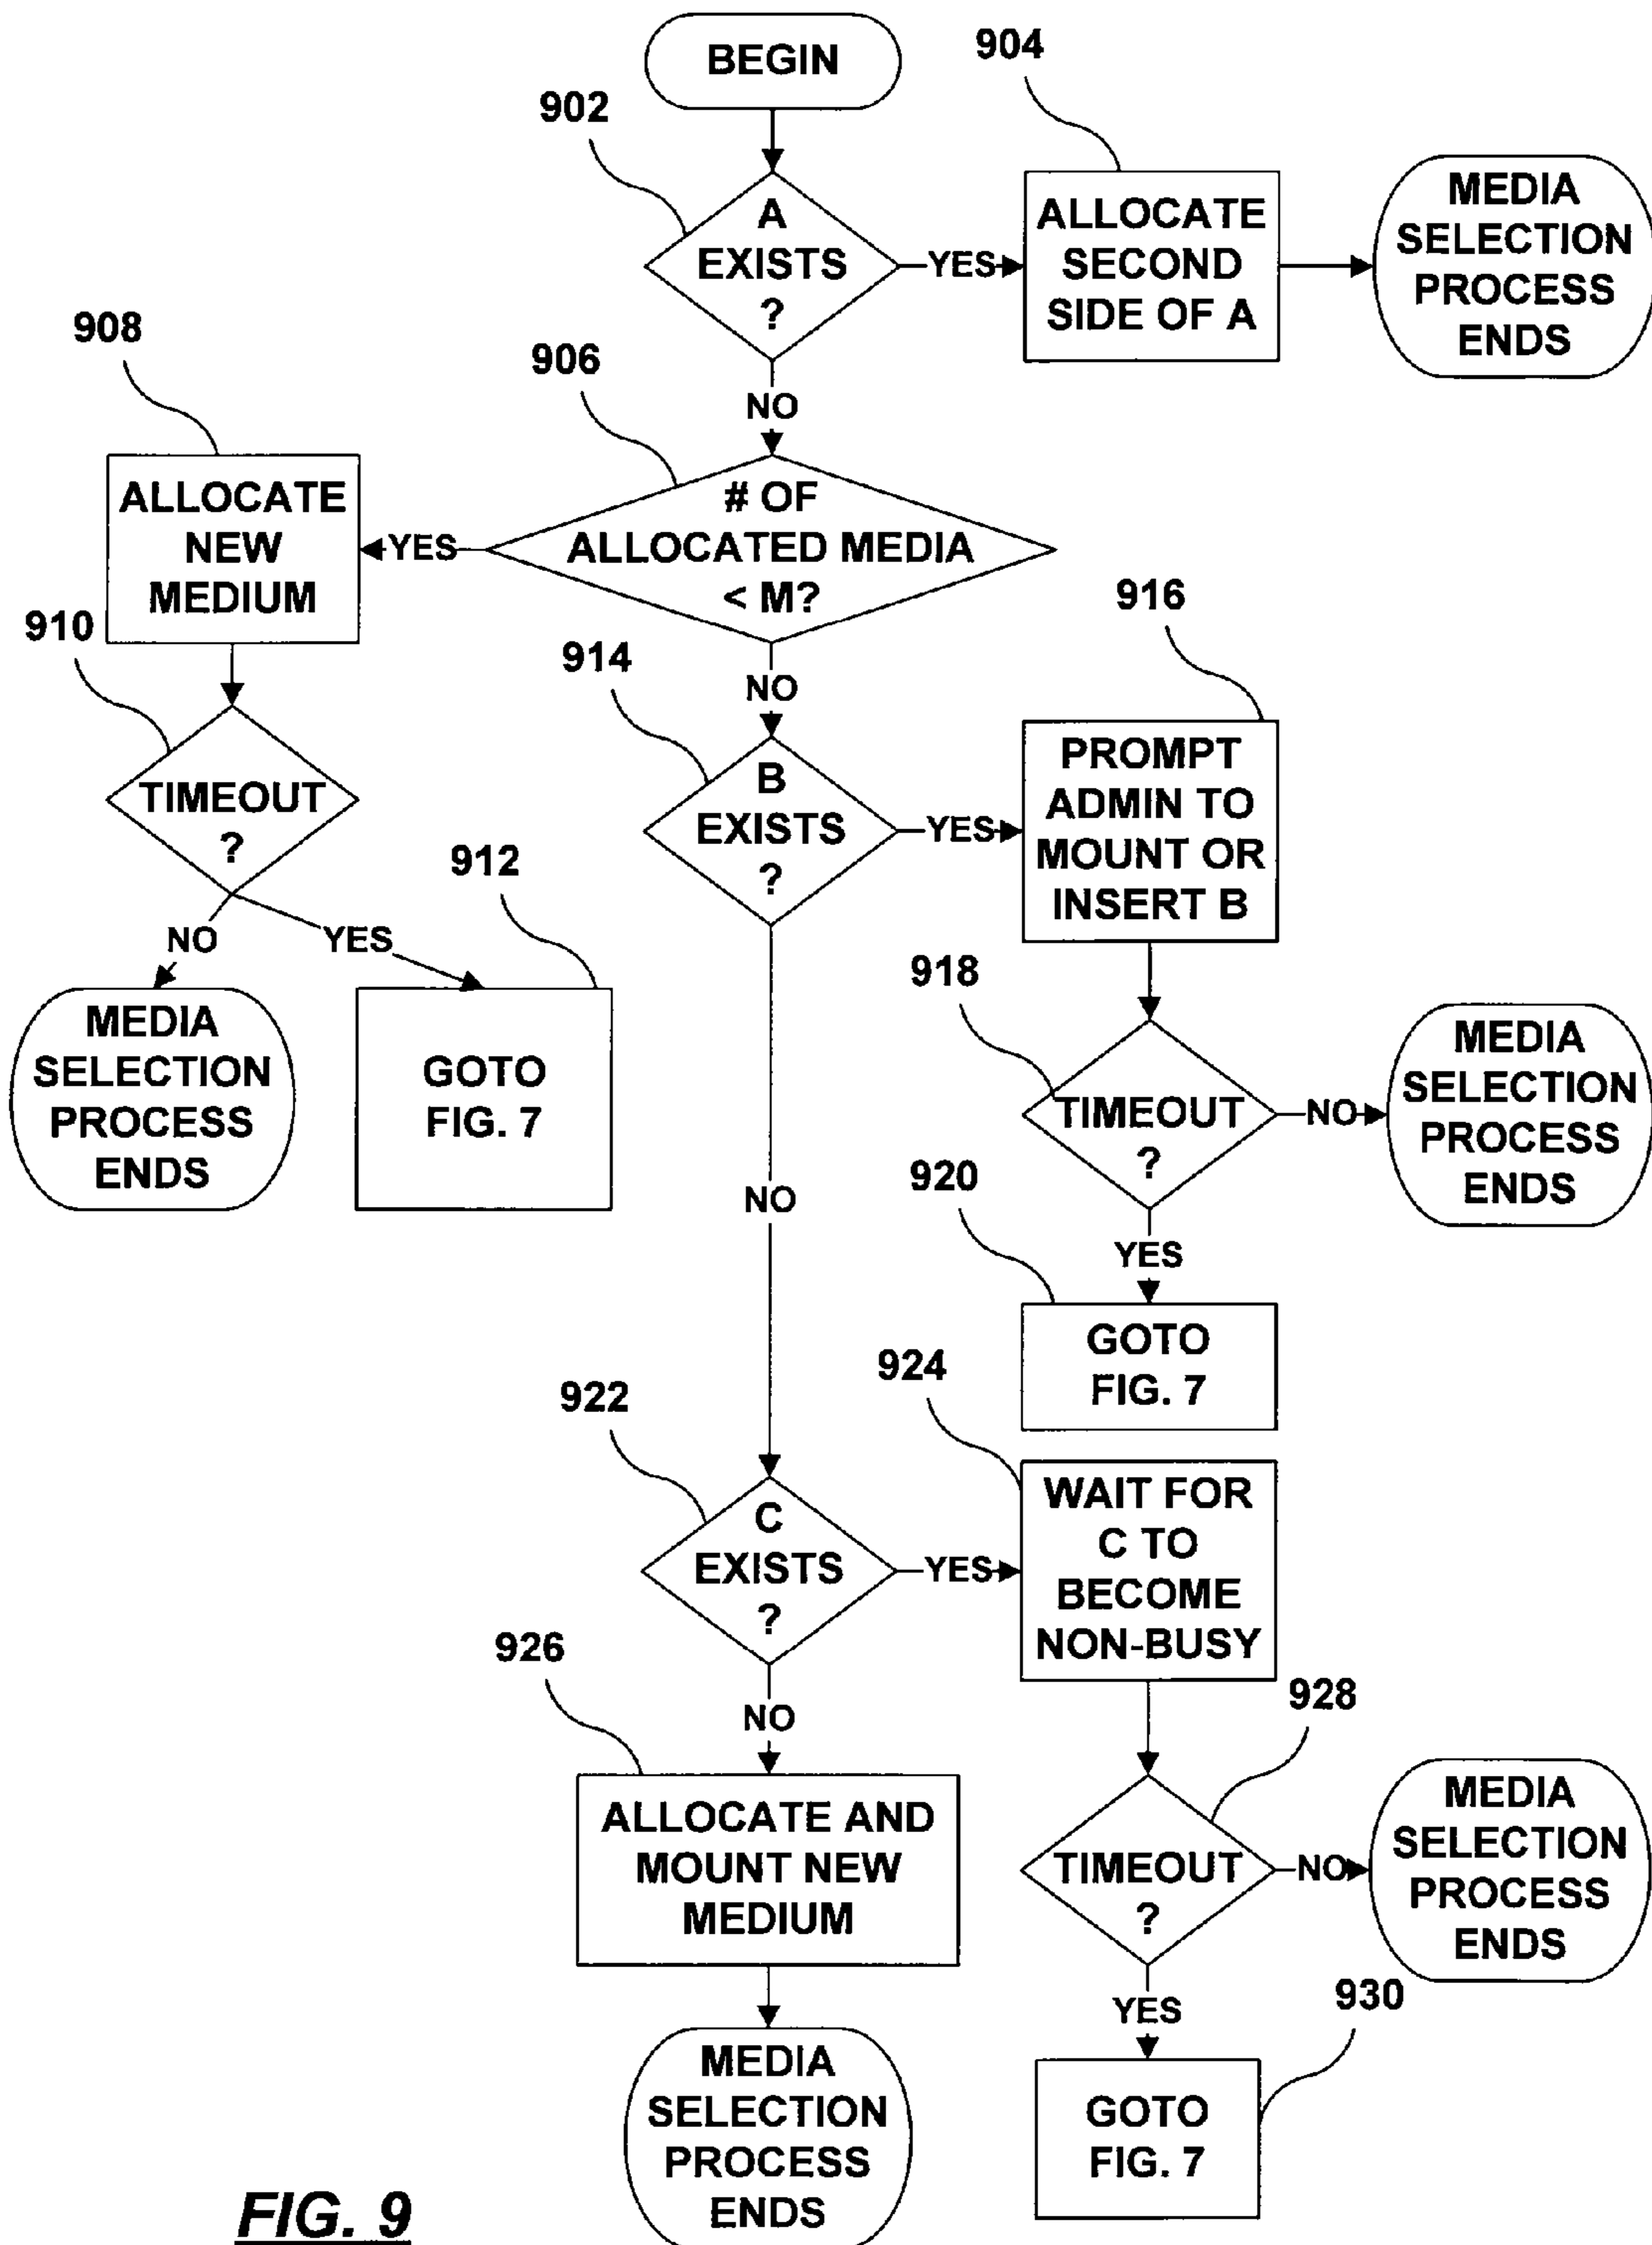 BEGIN
902
904
A
EXISTS
?
YES
ALLOCATE
SECOND
SIDE OF A
MEDIA
SELECTION
PROCESS
ENDS
NO
906
# OF
ALLOCATED MEDIA
< M?
YES
908
ALLOCATE
NEW
MEDIUM
910
TIMEOUT
?
NO
YES
MEDIA
SELECTION
PROCESS
ENDS
912
GOTO
FIG. 7
NO
914
B
EXISTS
?
YES
916
PROMPT
ADMIN TO
MOUNT OR
INSERT B
918
TIMEOUT
?
NO
MEDIA
SELECTION
PROCESS
ENDS
YES
920
GOTO
FIG. 7
NO
922
C
EXISTS
?
YES
924
WAIT FOR
C TO
BECOME
NON-BUSY
928
TIMEOUT
?
NO
MEDIA
SELECTION
PROCESS
ENDS
YES
930
GOTO
FIG. 7
NO
926
ALLOCATE AND
MOUNT NEW
MEDIUM
MEDIA
SELECTION
PROCESS
ENDS
FIG. 9